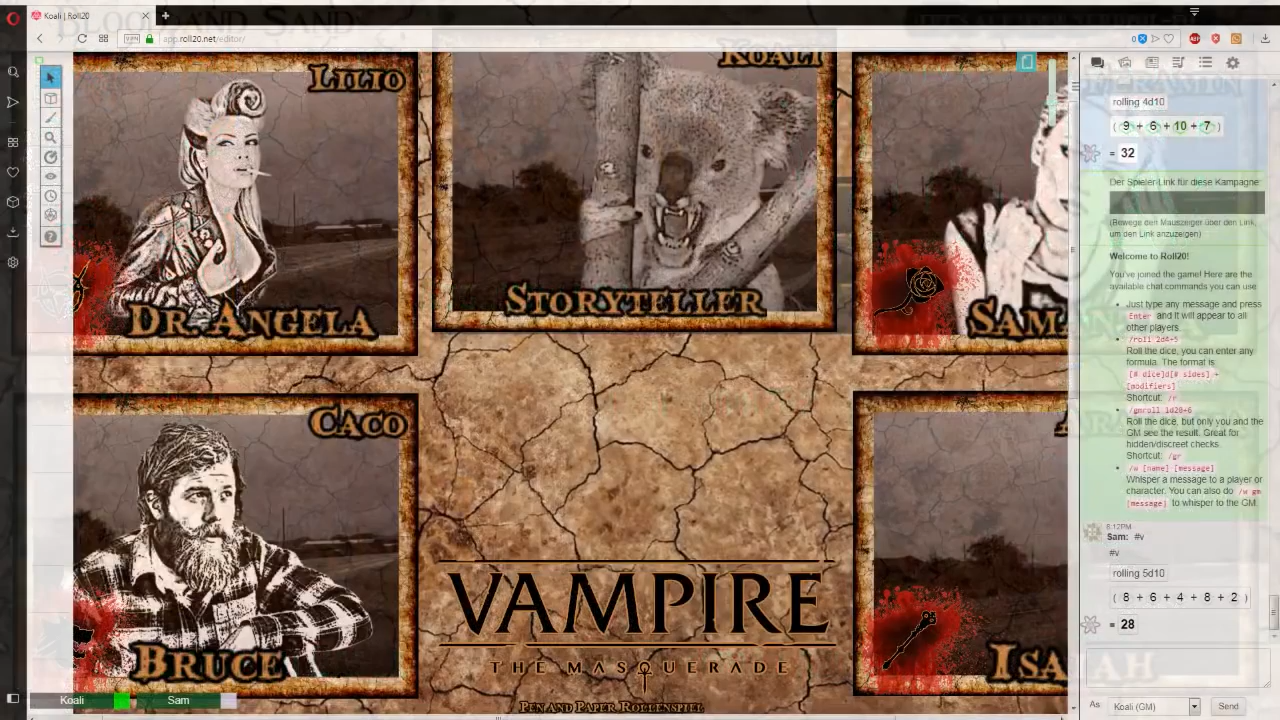 Koali | Roll20
VPN
app.roll20.net/editor/
0
ABP
LILIO
DR. ANGELA
KOALI
STORYTELLER
CACO
BRUCE
VAMPIRE
THE MASQUERADE
PEN AND PAPER ROLLENSPIEL
Koali
Sam
rolling 4d10
( 9 + 6 + 10 + 7 )
= 32
Der Spieler-Link für diese Kampagne:
(Bewege den Mauszeiger über den Link,
um den Link anzuzeigen)
Welcome to Roll20!
You've joined the game! Here are the
available chat commands you can use
Just type any message and press
Enter and it will appear to all
other players.
/roll 2d4+5
Roll the dice, you can enter any
formula. The format is
[# dice]d[# sides] +
[modifiers]
Shortcut: /r
/gmroll 1d20+6
Roll the dice, but only you and the
GM see the result. Great for
hidden/discreet checks.
Shortcut: /gr
/w [name] [message]
Whisper a message to a player or
character. You can also do /w gm
[message] to whisper to the GM.
6:12PM
Sam: #v
#v
rolling 5d10
( 8 + 6 + 4 + 8 + 2 )
= 28
As: Koali (GM)
Send